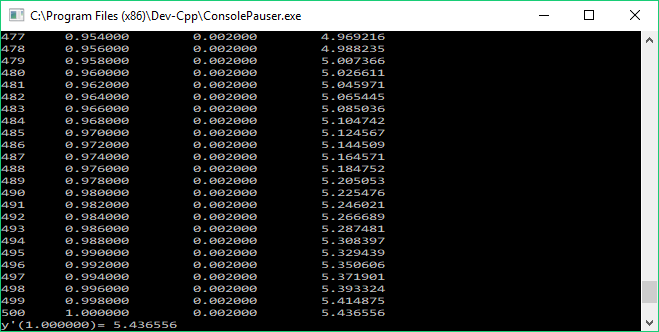 C:\Program Files (x86)\Dev-Cpp\ConsolePauser.exe
477 0.954000 0.002000 4.969216
478 0.956000 0.002000 4.988235
479 0.958000 0.002000 5.007366
480 0.960000 0.002000 5.026611
481 0.962000 0.002000 5.045971
482 0.964000 0.002000 5.065445
483 0.966000 0.002000 5.085036
484 0.968000 0.002000 5.104742
485 0.970000 0.002000 5.124567
486 0.972000 0.002000 5.144509
487 0.974000 0.002000 5.164571
488 0.976000 0.002000 5.184752
489 0.978000 0.002000 5.205053
490 0.980000 0.002000 5.225476
491 0.982000 0.002000 5.246021
492 0.984000 0.002000 5.266689
493 0.986000 0.002000 5.287481
494 0.988000 0.002000 5.308397
495 0.990000 0.002000 5.329439
496 0.992000 0.002000 5.350606
497 0.994000 0.002000 5.371901
498 0.996000 0.002000 5.393324
499 0.998000 0.002000 5.414875
500 1.000000 0.002000 5.436556
y'(1.000000)= 5.436556